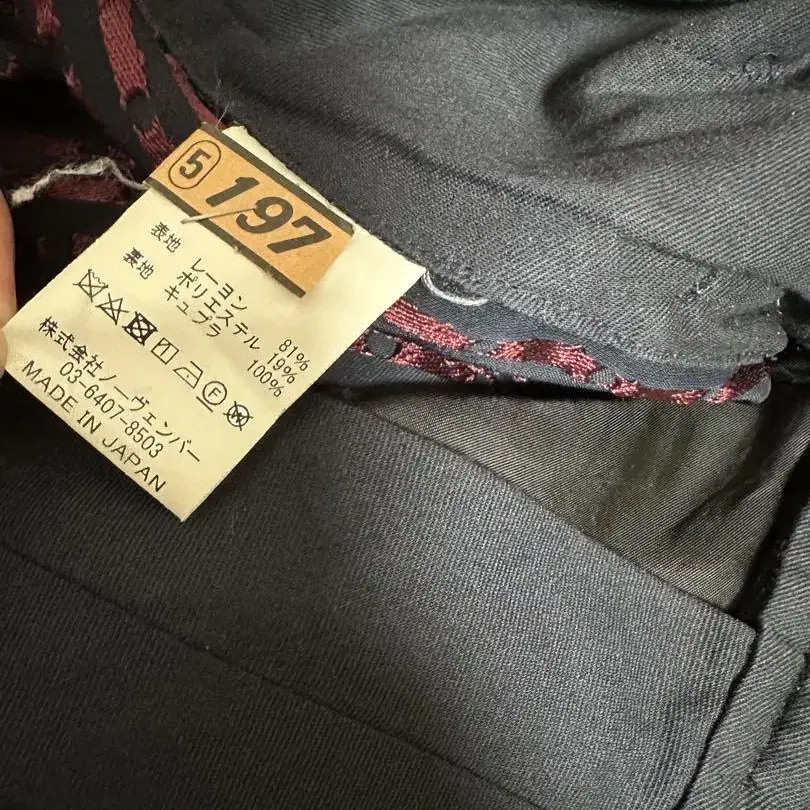 ⑤ 197
表地 レーヨン 81%
ポリエステル 19%
裏地 キュプラ 100%
Ⓕ
株式会社ノーヴェンバー
03-6407-8503
MADE IN JAPAN